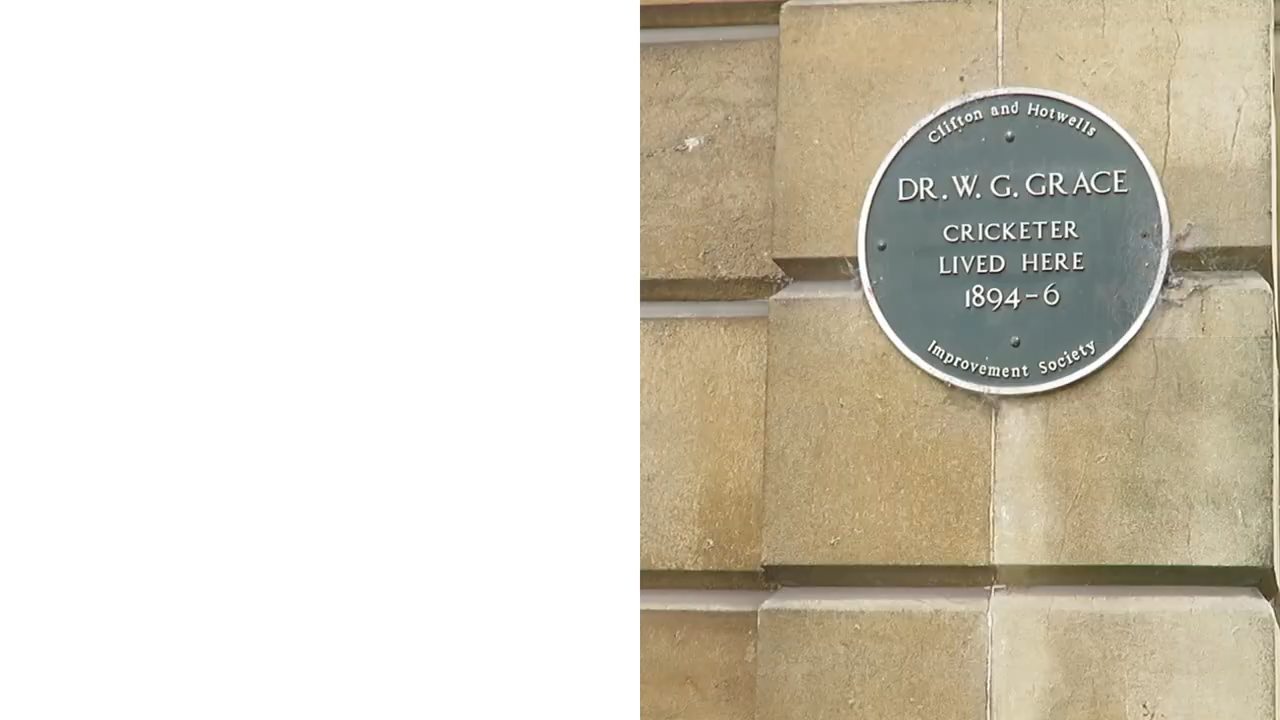 Clifton and Hotwells
DR. W. G. GRACE
CRICKETER
LIVED HERE
1894-6
Improvement Society